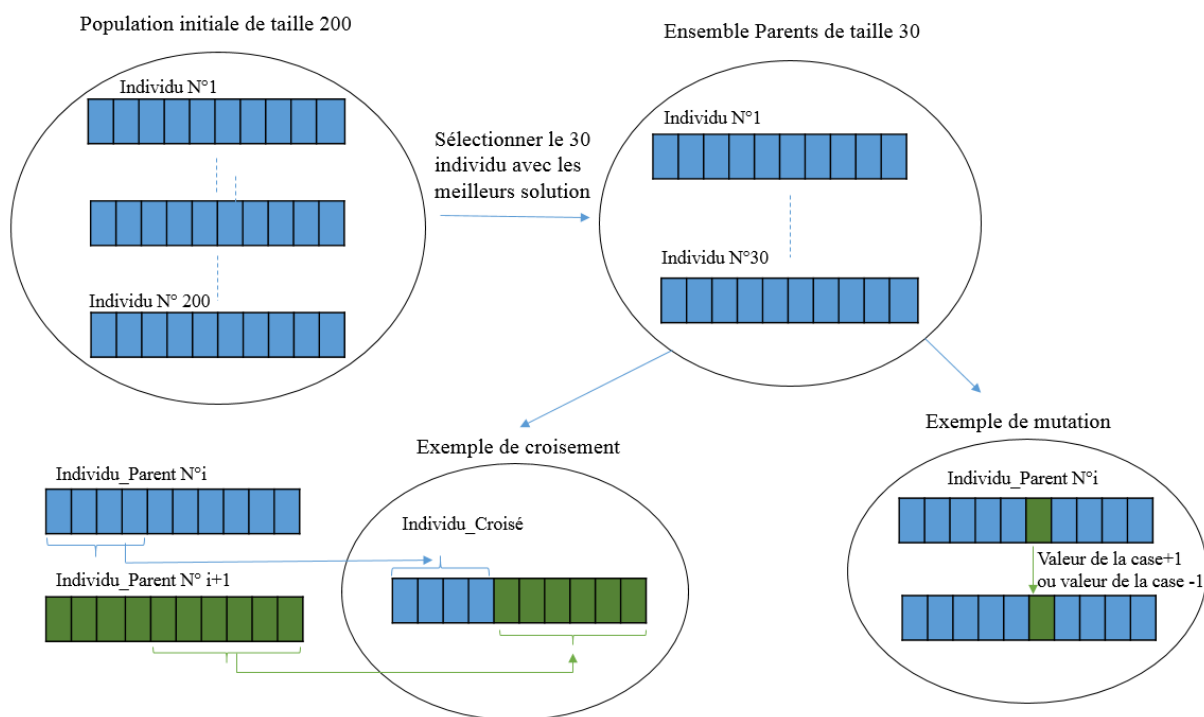 Population initiale de taille 200
Individu N°1
Individu N° 200
Sélectionner le 30
individu avec les
meilleurs solution
Ensemble Parents de taille 30
Individu N°1
Individu N°30
Individu_Parent N°i
Individu_Parent N° i+1
Exemple de croisement
Individu_Croisé
Exemple de mutation
Individu_Parent N°i
Valeur de la case+1
ou valeur de la case -1